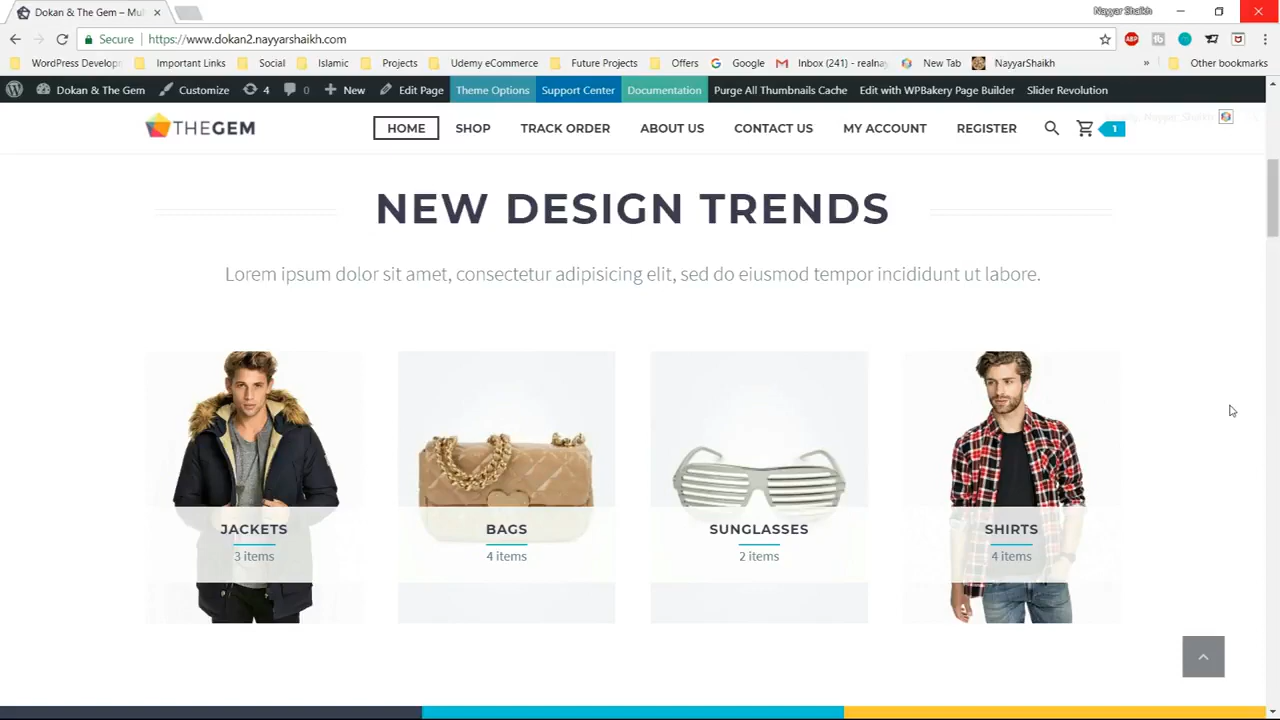 Dokan & The Gem – Mul
Nayyar Shaikh
Secure
https://www.dokan2.nayyarshaikh.com
WordPress Develop
Important Links
Social
Islamic
Projects
Udemy eCommerce
Future Projects
Offers
Google
Inbox (241) - realnay
New Tab
NayyarShaikh
»
Other bookmarks
Dokan & The Gem
Customize
4
0
New
Edit Page
Theme Options
Support Center
Documentation
Purge All Thumbnails Cache
Edit with WPBakery Page Builder
Slider Revolution
THEGEM
HOME
SHOP
TRACK ORDER
ABOUT US
CONTACT US
MY ACCOUNT
REGISTER
1
NEW DESIGN TRENDS
Lorem ipsum dolor sit amet, consectetur adipisicing elit, sed do eiusmod tempor incididunt ut labore.
JACKETS
3 items
BAGS
4 items
SUNGLASSES
2 items
SHIRTS
4 items